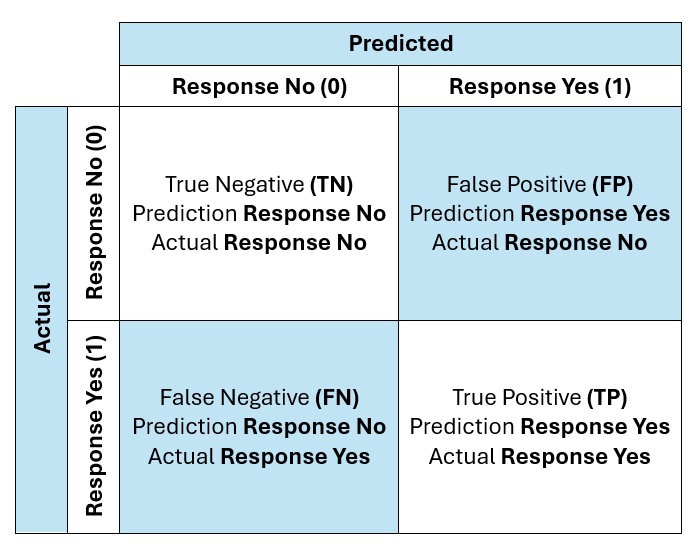 Predicted
Response No (0)
Response Yes (1)
Actual
Response No (0)
True Negative (TN)
Prediction Response No
Actual Response No
False Positive (FP)
Prediction Response Yes
Actual Response No
Response Yes (1)
False Negative (FN)
Prediction Response No
Actual Response Yes
True Positive (TP)
Prediction Response Yes
Actual Response Yes